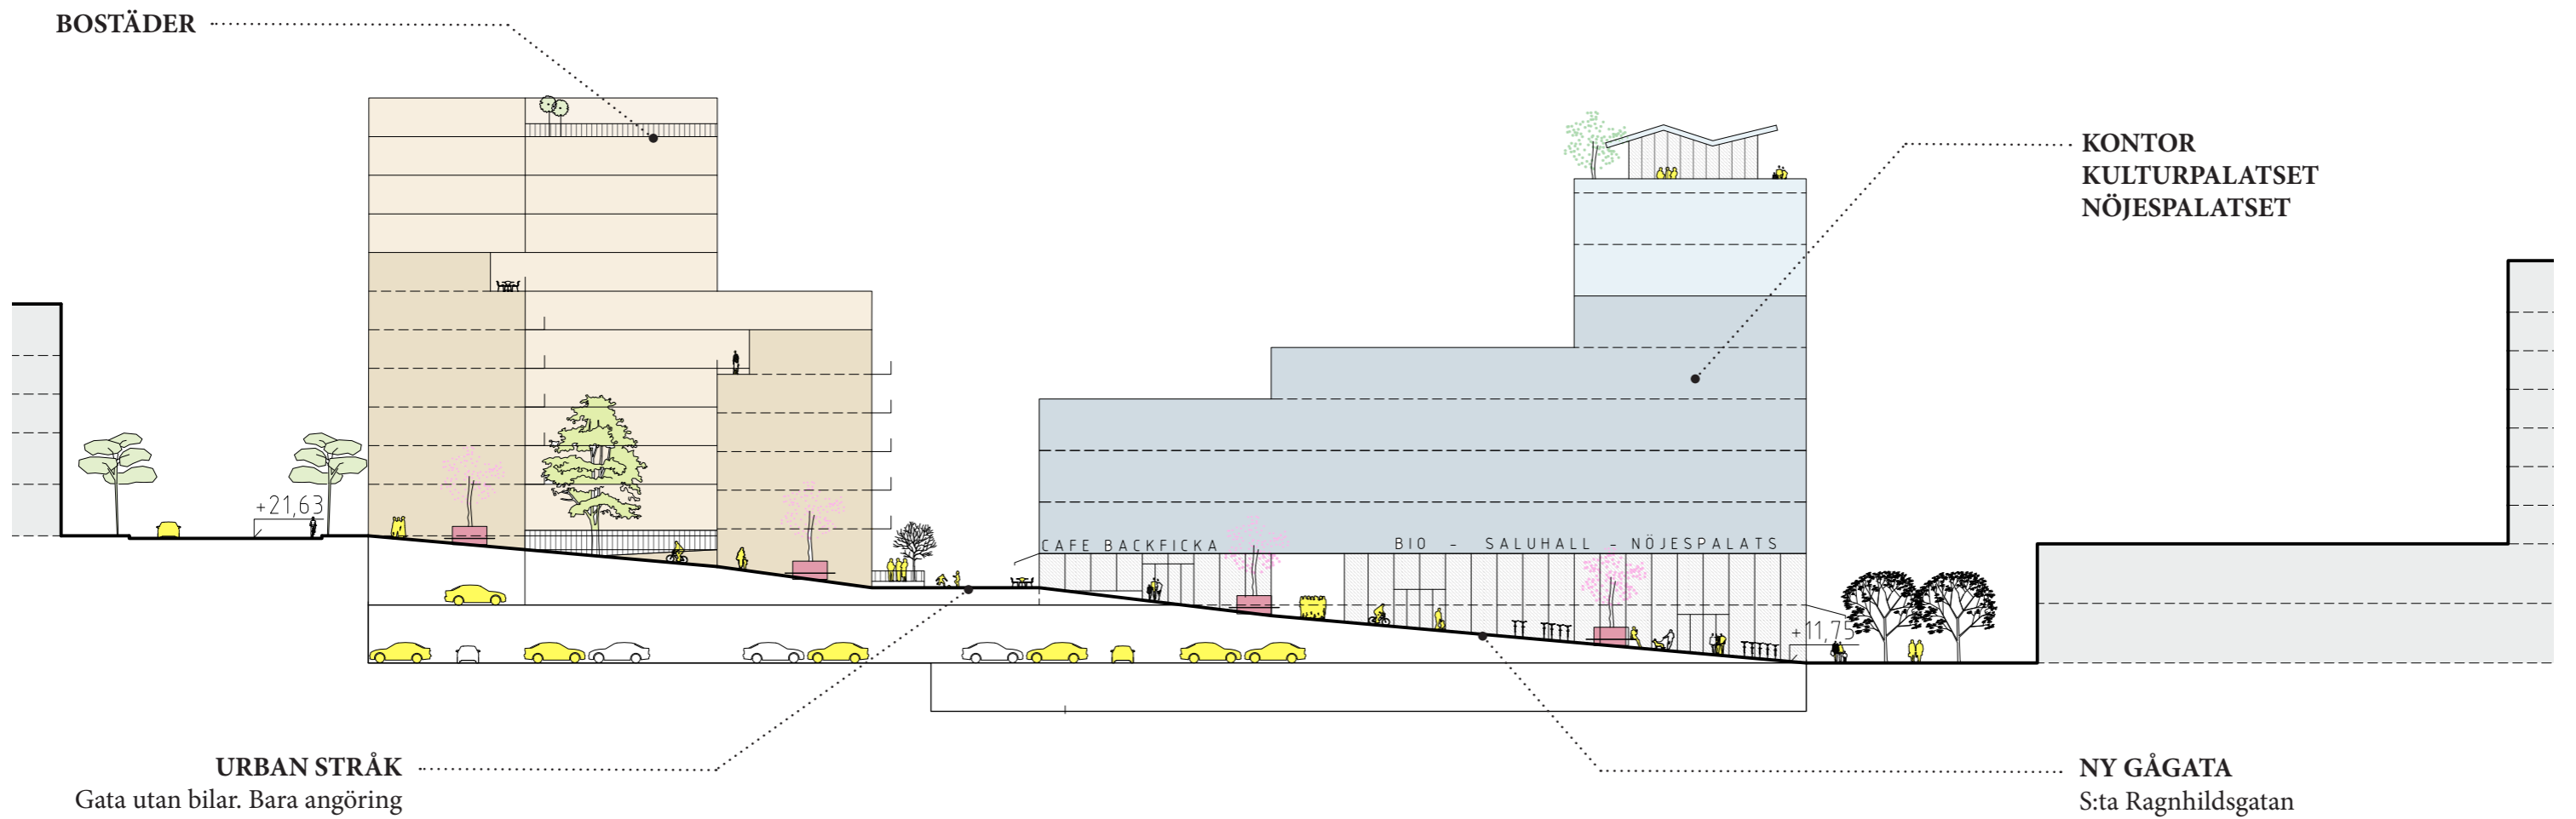 BOSTÄDER
KONTOR
KULTURPALATSET
NÖJESPALATSET
+21,63
CAFE BACKFICKA
BIO - SALUHALL - NÖJESPALATS
+11,75
URBAN STRÅK
Gata utan bilar. Bara angöring
NY GÅGATA
S:ta Ragnhildsgatan